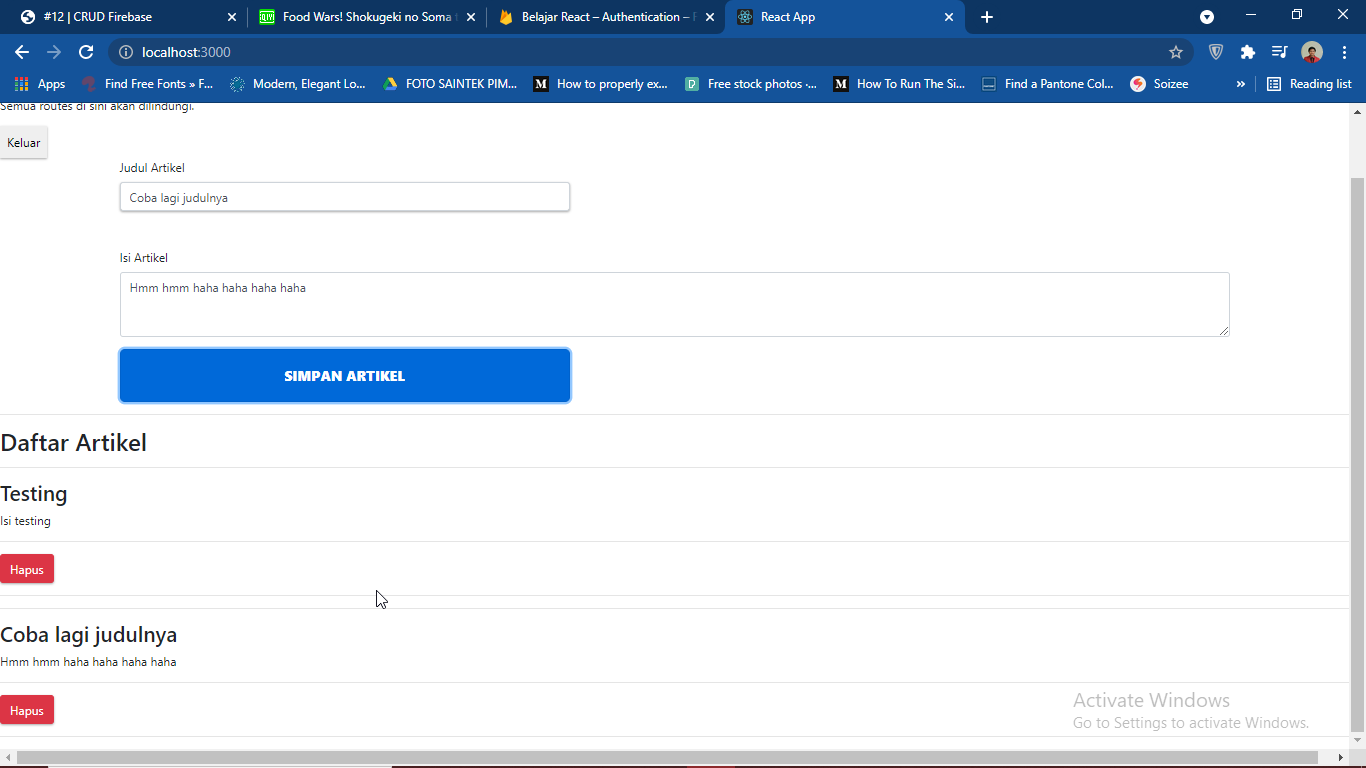 #12 | CRUD Firebase
Food Wars! Shokugeki no Soma
Belajar React – Authentication –
React App
localhost:3000
Apps
Find Free Fonts » F...
Modern, Elegant Lo...
FOTO SAINTEK PIM...
How to properly ex...
Free stock photos ·...
How To Run The Si...
Find a Pantone Col...
Soizee
»
Reading list
Semua routes di sini akan dilindungi.
Keluar
Judul Artikel
Coba lagi judulnya
Isi Artikel
Hmm hmm haha haha haha haha
SIMPAN ARTIKEL
Daftar Artikel
Testing
Isi testing
Hapus
Coba lagi judulnya
Hmm hmm haha haha haha haha
Hapus
Activate Windows
Go to Settings to activate Windows.